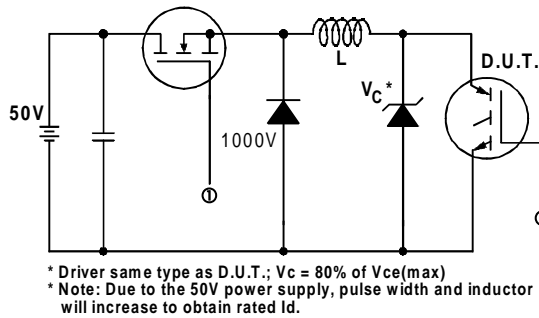 L
D.U.T.
VC *
50V
1000V
①
* Driver same type as D.U.T.; Vc = 80% of Vce(max)
* Note: Due to the 50V power supply, pulse width and inductor
will increase to obtain rated Id.